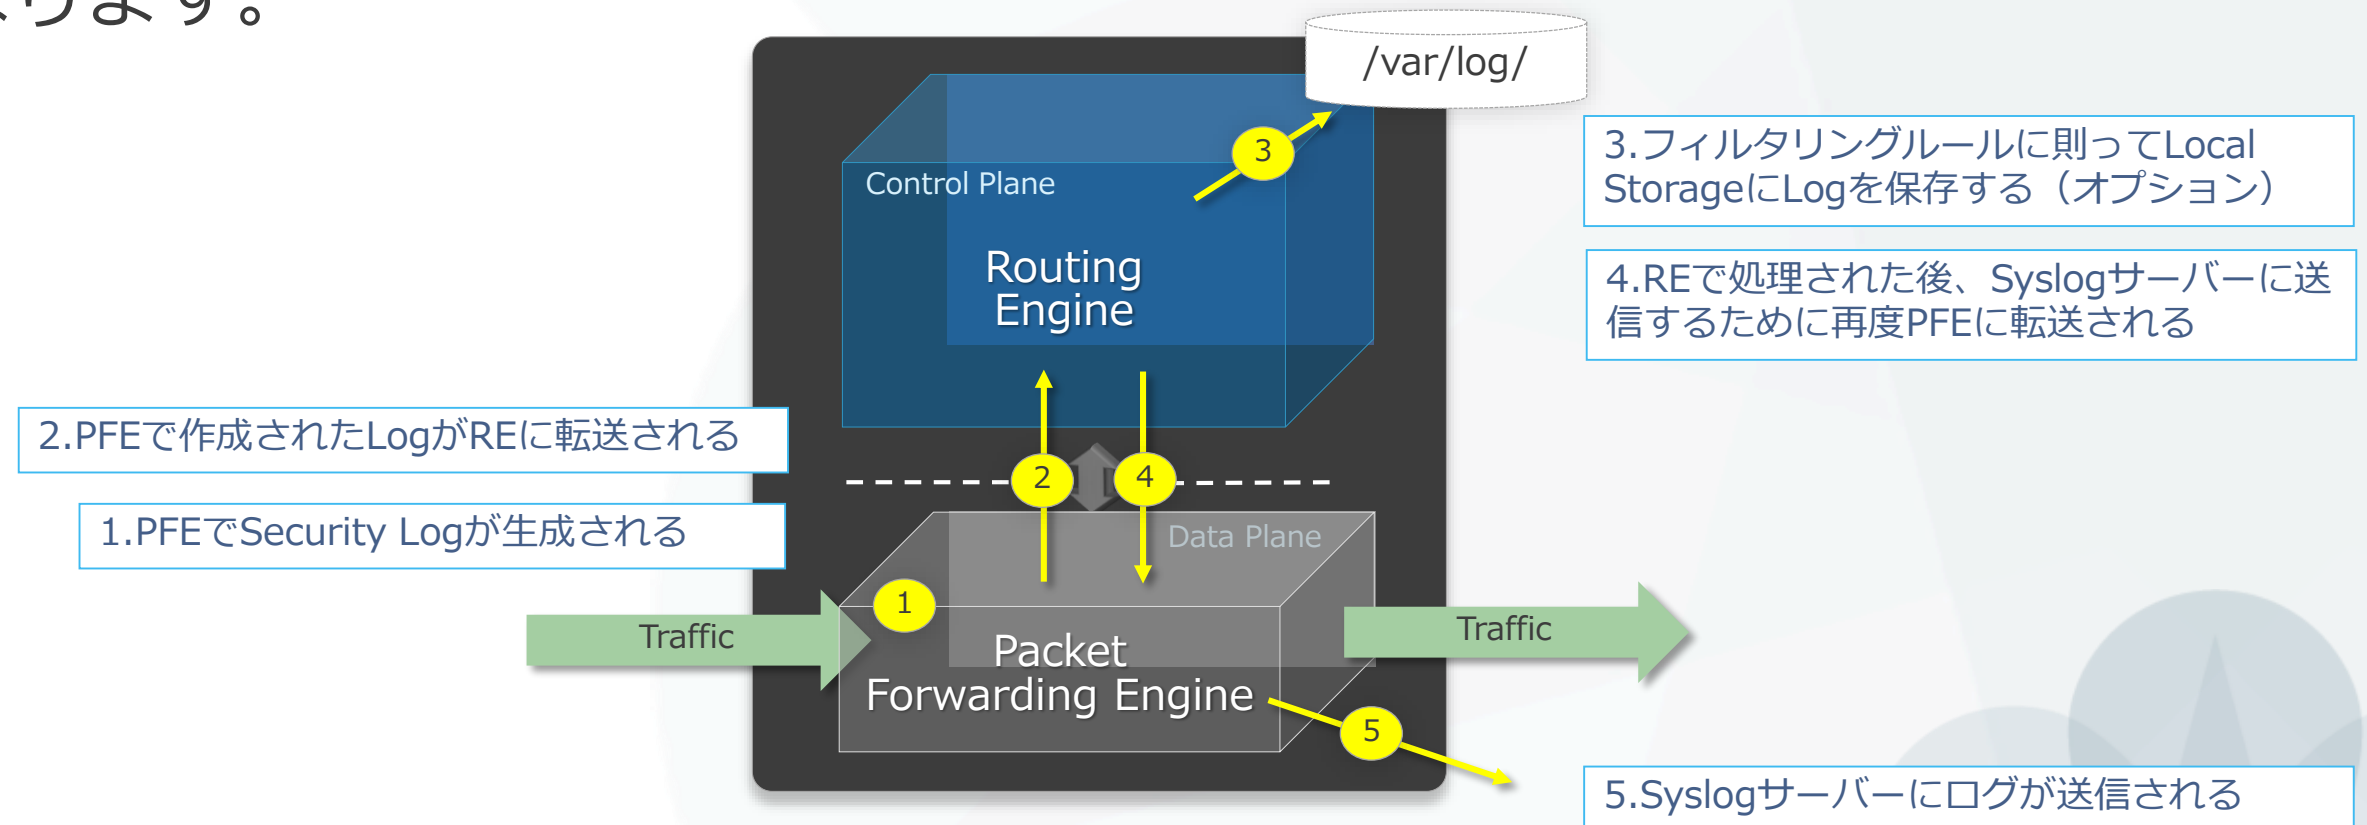 ります。
/var/log/
3
Control Plane
Routing
Engine
3.フィルタリングルールに則ってLocal
StorageにLogを保存する（オプション）
4.REで処理された後、Syslogサーバーに送
信するために再度PFEに転送される
2.PFEで作成されたLogがREに転送される
2
4
1.PFEでSecurity Logが生成される
Data Plane
1
Traffic
Packet
Forwarding Engine
Traffic
5
5.Syslogサーバーにログが送信される